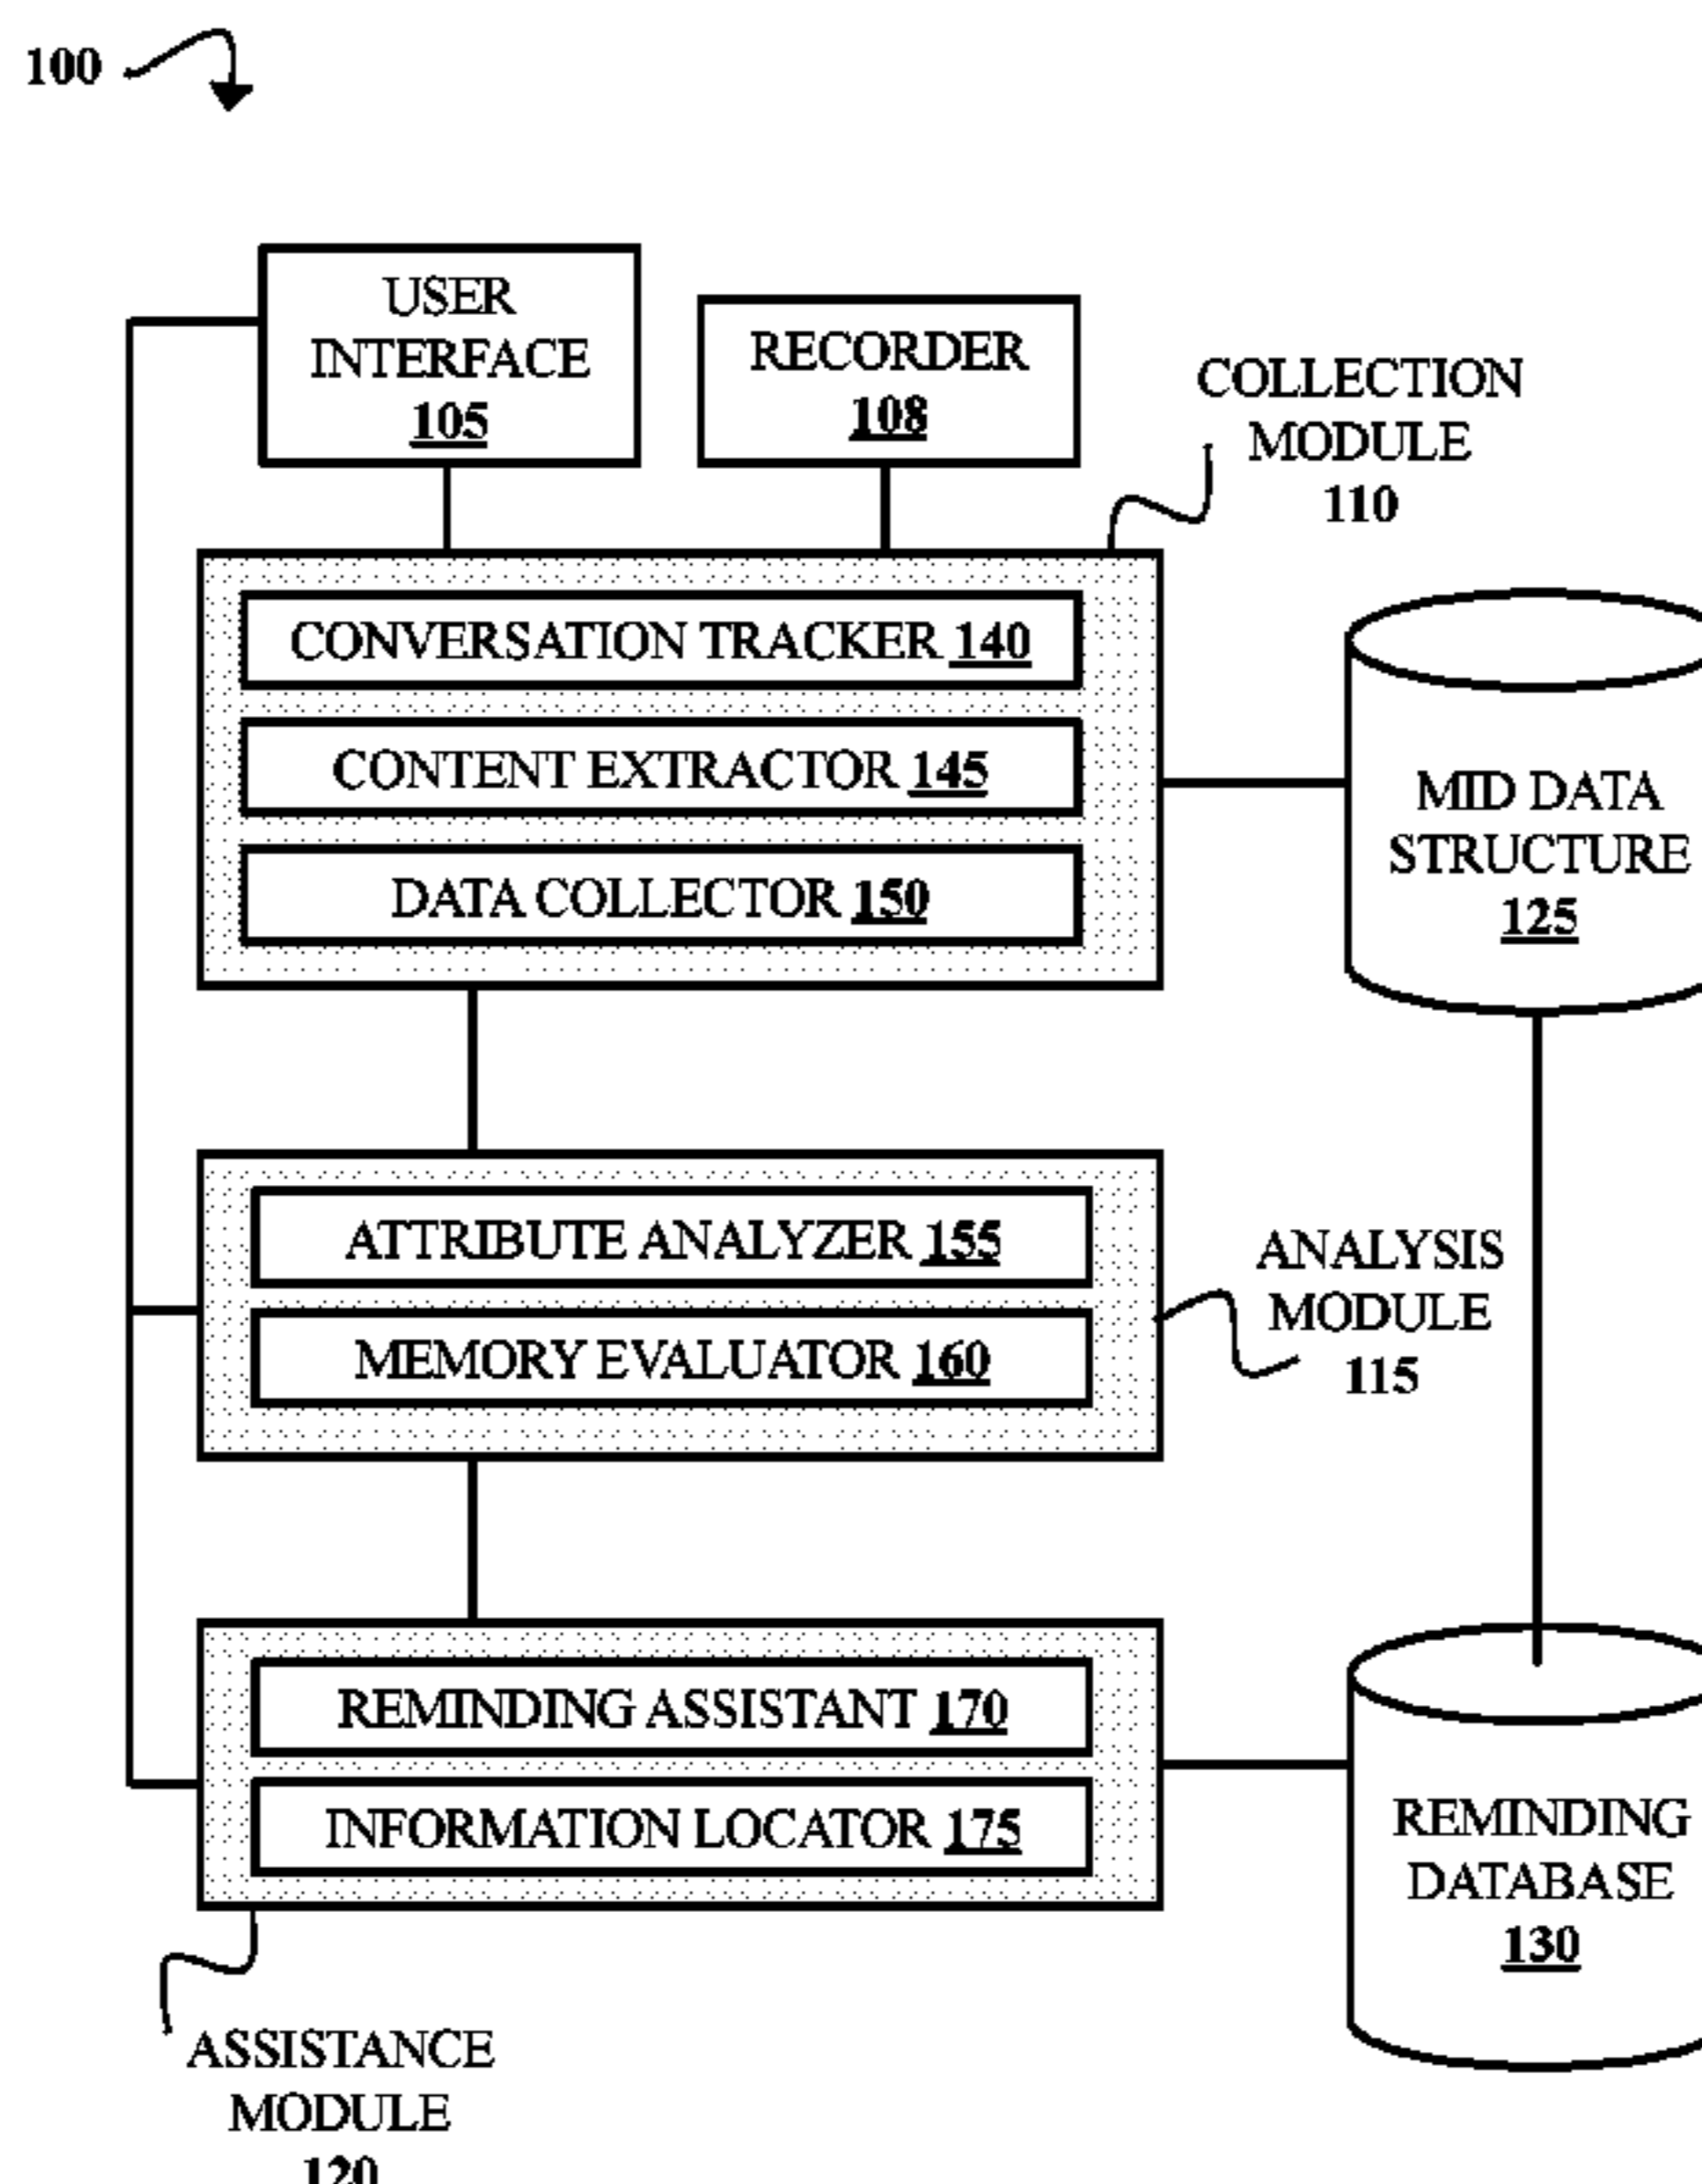 100
USER
INTERFACE
105
RECORDER
108
COLLECTION
MODULE
110
CONVERSATION TRACKER 140
CONTENT EXTRACTOR 145
DATA COLLECTOR 150
MID DATA
STRUCTURE
125
ATTRIBUTE ANALYZER 155
MEMORY EVALUATOR 160
ANALYSIS
MODULE
115
REMINDING ASSISTANT 170
INFORMATION LOCATOR 175
REMINDING
DATABASE
130
ASSISTANCE
MODULE
120